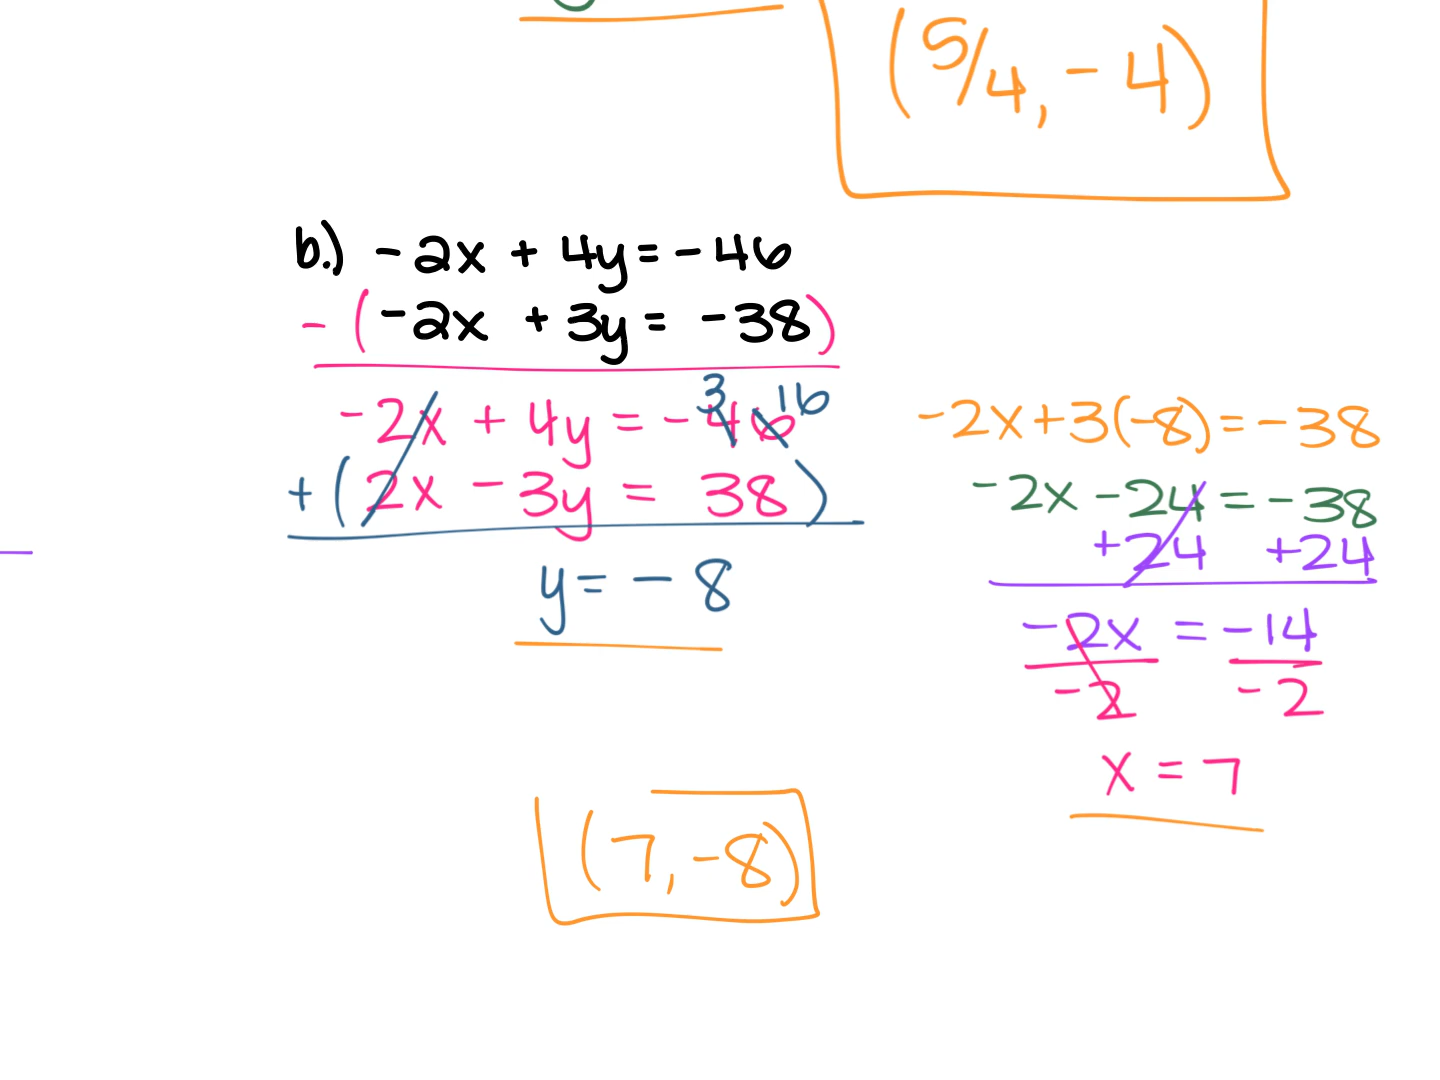 (5/4, -4)
b.) -2x + 4y = -46
- (-2x + 3y = -38)
-2x + 4y = -46
3 16
+ (2x - 3y = 38)
y = -8
-2x+3(-8) = -38
-2x -24 = -38
+24 +24
-2x = -14
-2 -2
x = 7
(7, -8)